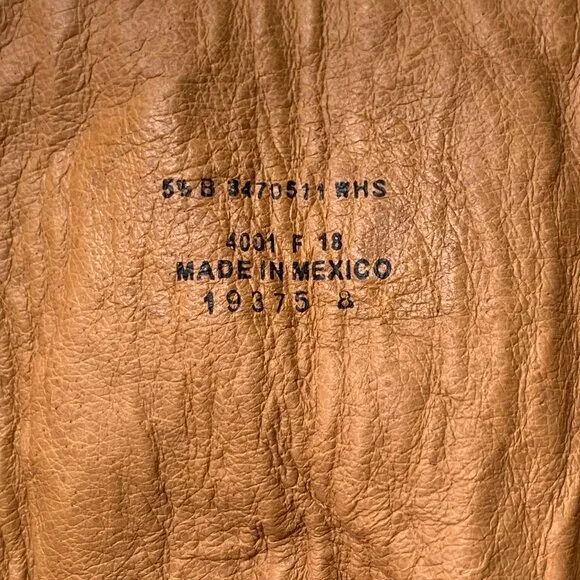 5½ B 3470511 WHS
4001 F 18
MADE IN MEXICO
19375 8